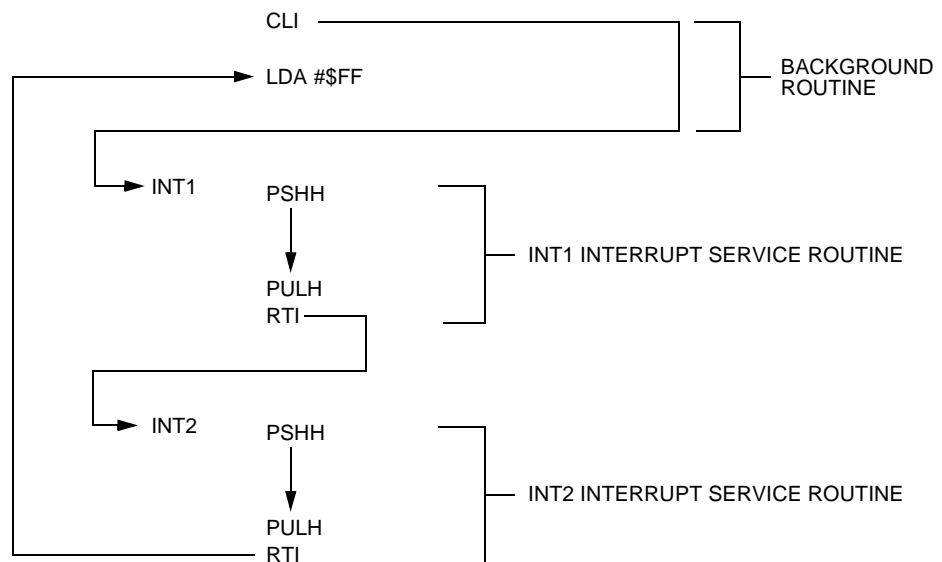 CLI
LDA #$FF
BACKGROUND
ROUTINE
INT1
PSHH
INT1 INTERRUPT SERVICE ROUTINE
PULH
RTI
INT2
PSHH
INT2 INTERRUPT SERVICE ROUTINE
PULH
RTI